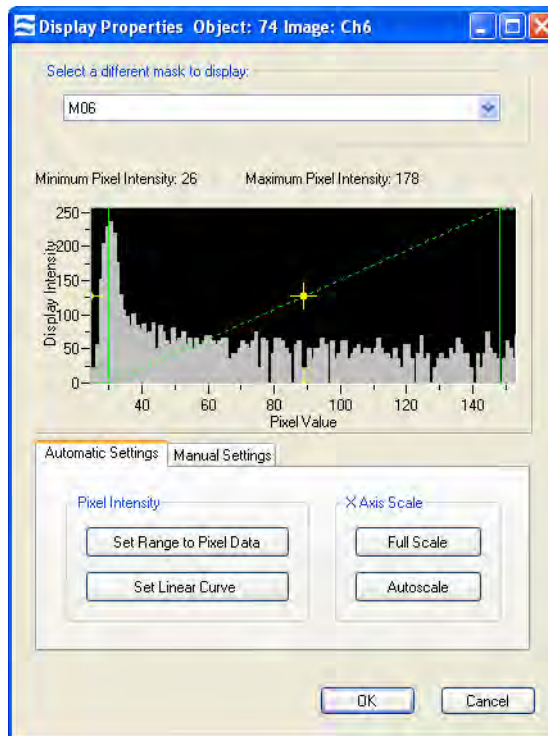 Display Properties Object: 74 Image: Ch6
Select a different mask to display:
M06
Minimum Pixel Intensity: 26 Maximum Pixel Intensity: 178
250
200
150
100
50
0
Display Intensity
40 60 80 100 120 140
Pixel Value
Automatic Settings Manual Settings
Pixel Intensity X Axis Scale
Set Range to Pixel Data Full Scale
Set Linear Curve Autoscale
OK Cancel